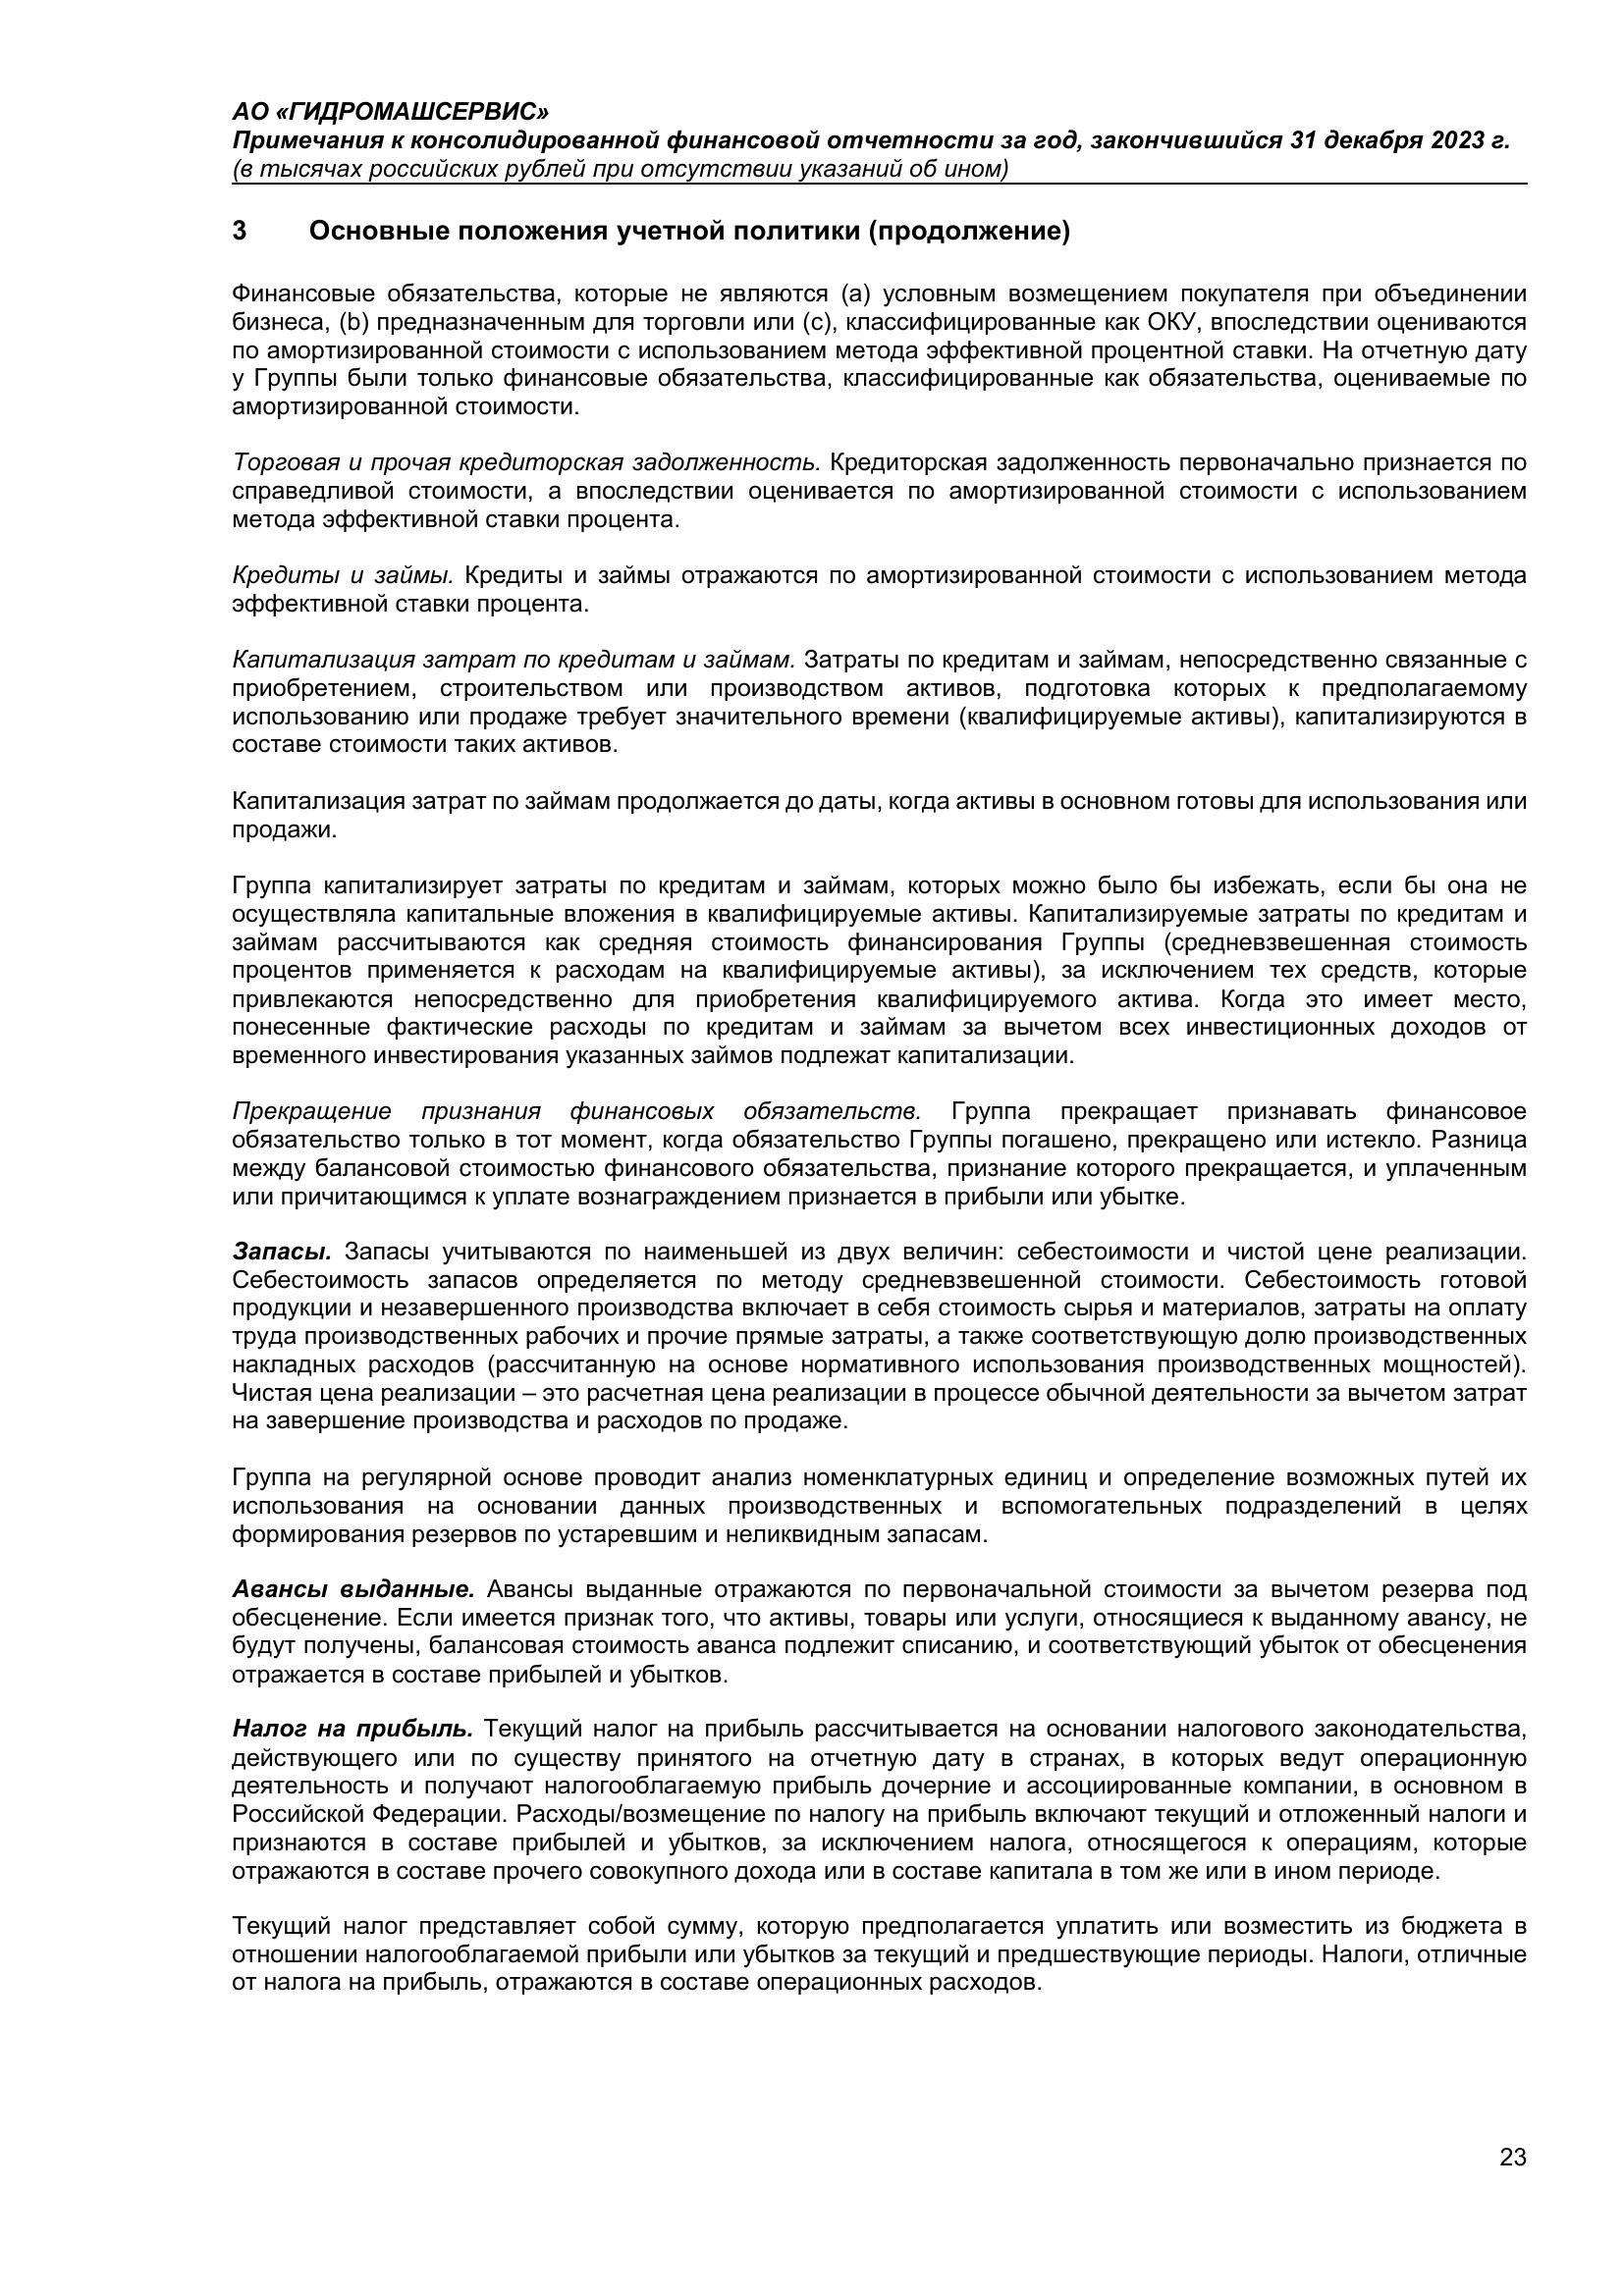 АО «ГИДРОМАШСЕРВИС»
Примечания к консолидированной финансовой отчетности за год, закончившийся 31 декабря 2023 г.
(в тысячах российских рублей при отсутствии указаний об ином)
3 Основные положения учетной политики (продолжение)
Финансовые обязательства, которые не являются (a) условным возмещением покупателя при объединении
бизнеса, (b) предназначенным для торговли или (c), классифицированные как ОКУ, впоследствии оцениваются
по амортизированной стоимости с использованием метода эффективной процентной ставки. На отчетную дату
у Группы были только финансовые обязательства, классифицированные как обязательства, оцениваемые по
амортизированной стоимости.
Торговая и прочая кредиторская задолженность. Кредиторская задолженность первоначально признается по
справедливой стоимости, а впоследствии оценивается по амортизированной стоимости с использованием
метода эффективной ставки процента.
Кредиты и займы. Кредиты и займы отражаются по амортизированной стоимости с использованием метода
эффективной ставки процента.
Капитализация затрат по кредитам и займам. Затраты по кредитам и займам, непосредственно связанные с
приобретением, строительством или производством активов, подготовка которых к предполагаемому
использованию или продаже требует значительного времени (квалифицируемые активы), капитализируются в
составе стоимости таких активов.
Капитализация затрат по займам продолжается до даты, когда активы в основном готовы для использования или
продажи.
Группа капитализирует затраты по кредитам и займам, которых можно было бы избежать, если бы она не
осуществляла капитальные вложения в квалифицируемые активы. Капитализируемые затраты по кредитам и
займам рассчитываются как средняя стоимость финансирования Группы (средневзвешенная стоимость
процентов применяется к расходам на квалифицируемые активы), за исключением тех средств, которые
привлекаются непосредственно для приобретения квалифицируемого актива. Когда это имеет место,
понесенные фактические расходы по кредитам и займам за вычетом всех инвестиционных доходов от
временного инвестирования указанных займов подлежат капитализации.
Прекращение признания финансовых обязательств. Группа прекращает признавать финансовое
обязательство только в тот момент, когда обязательство Группы погашено, прекращено или истекло. Разница
между балансовой стоимостью финансового обязательства, признание которого прекращается, и уплаченным
или причитающимся к уплате вознаграждением признается в прибыли или убытке.
Запасы. Запасы учитываются по наименьшей из двух величин: себестоимости и чистой цене реализации.
Себестоимость запасов определяется по методу средневзвешенной стоимости. Себестоимость готовой
продукции и незавершенного производства включает в себя стоимость сырья и материалов, затраты на оплату
труда производственных рабочих и прочие прямые затраты, а также соответствующую долю производственных
накладных расходов (рассчитанную на основе нормативного использования производственных мощностей).
Чистая цена реализации – это расчетная цена реализации в процессе обычной деятельности за вычетом затрат
на завершение производства и расходов по продаже.
Группа на регулярной основе проводит анализ номенклатурных единиц и определение возможных путей их
использования на основании данных производственных и вспомогательных подразделений в целях
формирования резервов по устаревшим и неликвидным запасам.
Авансы выданные. Авансы выданные отражаются по первоначальной стоимости за вычетом резерва под
обесценение. Если имеется признак того, что активы, товары или услуги, относящиеся к выданному авансу, не
будут получены, балансовая стоимость аванса подлежит списанию, и соответствующий убыток от обесценения
отражается в составе прибылей и убытков.
Налог на прибыль. Текущий налог на прибыль рассчитывается на основании налогового законодательства,
действующего или по существу принятого на отчетную дату в странах, в которых ведут операционную
деятельность и получают налогооблагаемую прибыль дочерние и ассоциированные компании, в основном в
Российской Федерации. Расходы/возмещение по налогу на прибыль включают текущий и отложенный налоги и
признаются в составе прибылей и убытков, за исключением налога, относящегося к операциям, которые
отражаются в составе прочего совокупного дохода или в составе капитала в том же или в ином периоде.
Текущий налог представляет собой сумму, которую предполагается уплатить или возместить из бюджета в
отношении налогооблагаемой прибыли или убытков за текущий и предшествующие периоды. Налоги, отличные
от налога на прибыль, отражаются в составе операционных расходов.
23